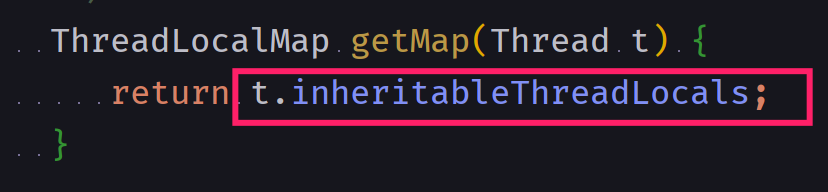 ThreadLocalMap getMap(Thread t) {
return t.inheritableThreadLocals;
}